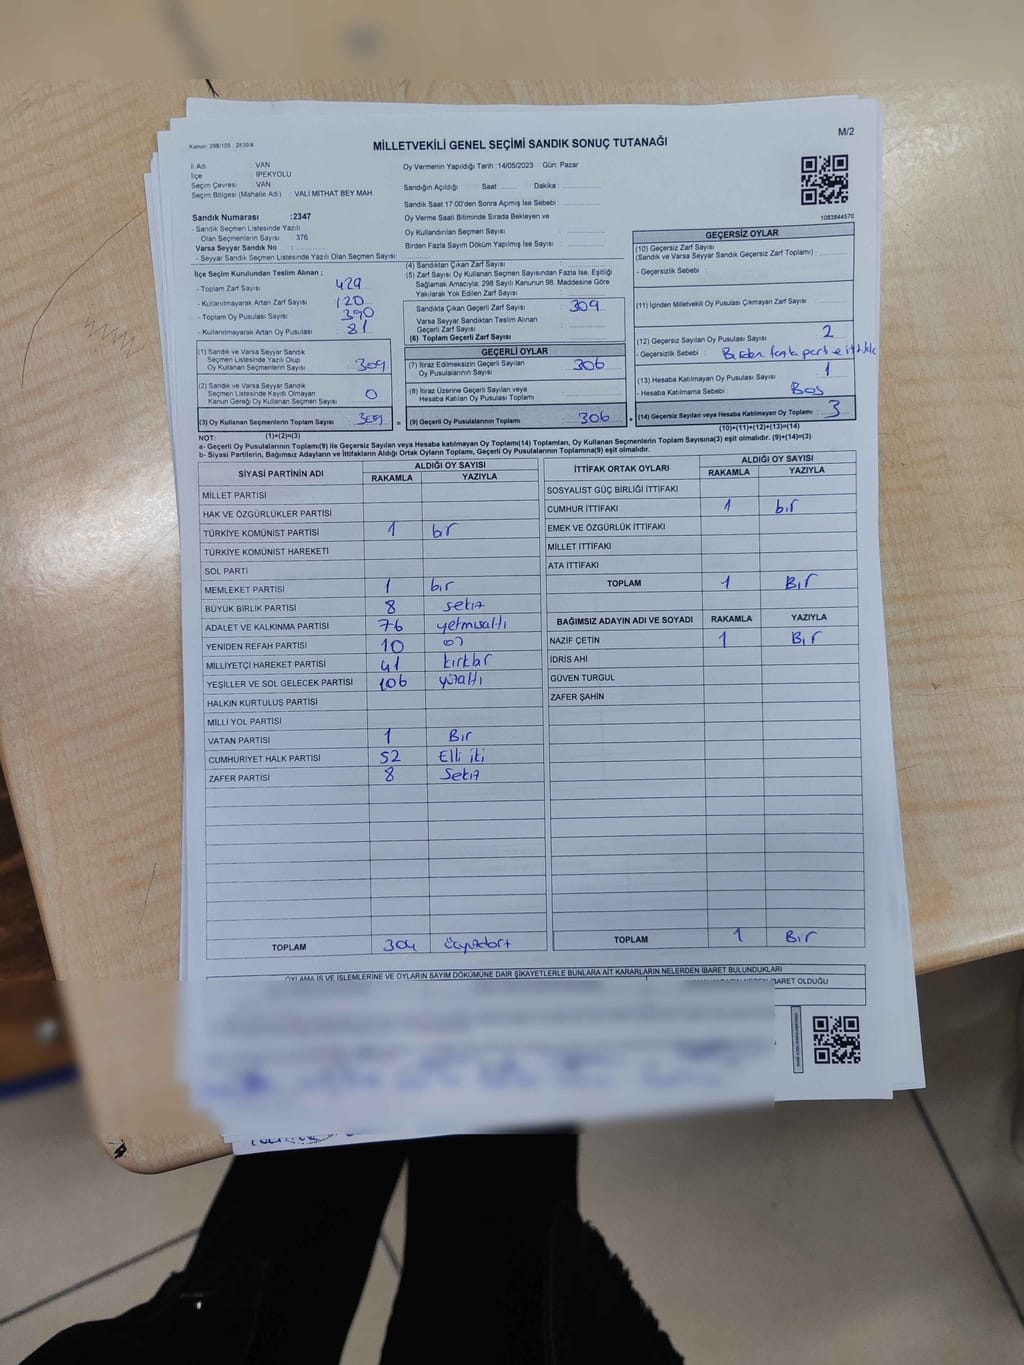 Kanun: 298/105 ; 2839/4
MİLLETVEKİLİ GENEL SEÇİMİ SANDIK SONUÇ TUTANAĞI
M/2
İl Adı : VAN
İlçe : İPEKYOLU
Seçim Çevresi : VAN
Seçim Bölgesi (Mahalle Adı) : VALİ MİTHAT BEY MAH
Sandık Numarası :2347
- Sandık Seçmen Listesinde Yazılı
Olan Seçmenlerin Sayısı : 376
Varsa Seyyar Sandık No :
- Seyyar Sandık Seçmen Listesinde Yazılı Olan Seçmen Sayısı:
Oy Vermenin Yapıldığı Tarih :14/05/2023 Gün: Pazar
Sandığın Açıldığı Saat: Dakika :
Sandık Saat 17.00'den Sonra Açımış İse Sebebi :
Oy Verme Saati Bitiminde Sırada Bekleyen ve
Oy Kullandırılan Seçmen Sayısı :
Birden Fazla Sayım Döküm Yapılmış İse Sayısı :
1083844570
İlçe Seçim Kurulundan Teslim Alınan ;
- Toplam Zarf Sayısı : 429
- Kullanılmayarak Artan Zarf Sayısı : 120
- Toplam Oy Pusulası Sayısı : 390
- Kullanılmayarak Artan Oy Pusulası : 81
(1) Sandık ve Varsa Seyyar Sandık
Seçmen Listesinde Yazılı Olup
Oy Kullanan Seçmenlerin Sayısı : 309
(2) Sandık ve Varsa Seyyar Sandık
Seçmen Listesinde Kayıtlı Olmayan
Kanun Gereği Oy Kullanan Seçmen Sayısı : 0
(3) Oy Kullanan Seçmenlerin Toplam Sayısı : 309
(1)+(2)=(3)
(4) Sandıktan Çıkan Zarf Sayısı :
(5) Zarf Sayısı Oy Kullanan Seçmen Sayısından Fazla İse, Eşitliği
Sağlamak Amacıyla; 298 Sayılı Kanunun 98. Maddesine Göre
Yakılarak Yok Edilen Zarf Sayısı :
Sandıkta Çıkan Geçerli Zarf Sayısı : 309
Varsa Seyyar Sandıktan Teslim Alınan
Geçerli Zarf Sayısı :
(6) Toplam Geçerli Zarf Sayısı :
GEÇERLİ OYLAR
(7) İtiraz Edilmeksizin Geçerli Sayılan
Oy Pusulalarının Sayısı : 306
(8) İtiraz Üzerine Geçerli Sayılan veya
Hesaba Katılan Oy Pusulası Toplamı :
= (9) Geçerli Oy Pusulalarının Toplamı : 306 +
GEÇERSİZ OYLAR
(10) Geçersiz Zarf Sayısı
(Sandık ve Varsa Seyyar Sandık Geçersiz Zarf Toplamı) :
- Geçersizlik Sebebi :
(11) İçinden Milletvekili Oy Pusulası Çıkmayan Zarf Sayısı :
(12) Geçersiz Sayılan Oy Pusulası Sayısı : 2
- Geçersizlik Sebebi : Birden fazla parti
(13) Hesaba Katılmayan Oy Pusulası Sayısı : 1
- Hesaba Katılmama Sebebi : Boş
(14) Geçersiz Sayılan veya Hesaba Katılmayan Oy Toplamı : 3
(10)+(11)+(12)+(13)=(14)
NOT:
a- Geçerli Oy Pusulalarının Toplamı(9) ile Geçersiz Sayılan veya Hesaba katılmayan Oy Toplamı(14) Toplamları, Oy Kullanan Seçmenlerin Toplam Sayısına(3) eşit olmalıdır. (9)+(14)=(3)
b- Siyasi Partilerin, Bağımsız Adayların ve İttifakların Aldığı Ortak Oyların Toplamı, Geçerli Oy Pusulalarının Toplamına(9) eşit olmalıdır.
SİYASİ PARTİNİN ADI ALDIĞI OY SAYISI
RAKAMLA YAZIYLA
MİLLET PARTİSİ
HAK VE ÖZGÜRLÜKLER PARTİSİ
TÜRKİYE KOMÜNİST PARTİSİ 1 bir
TÜRKİYE KOMÜNİST HAREKETİ
SOL PARTİ
MEMLEKET PARTİSİ 1 bir
BÜYÜK BİRLİK PARTİSİ 8 sekiz
ADALET VE KALKINMA PARTİSİ 76 yetmişaltı
YENİDEN REFAH PARTİSİ 10 on
MİLLİYETÇİ HAREKET PARTİSİ 41 kırkbir
YEŞİLLER VE SOL GELECEK PARTİSİ 106 yüzaltı
HALKIN KURTULUŞ PARTİSİ
MİLLİ YOL PARTİSİ
VATAN PARTİSİ 1 Bir
CUMHURİYET HALK PARTİSİ 52 Elli iki
ZAFER PARTİSİ 8 Sekiz
TOPLAM 304 üçyüzdört
İTTİFAK ORTAK OYLARI ALDIĞI OY SAYISI
RAKAMLA YAZIYLA
SOSYALİST GÜÇ BİRLİĞİ İTTİFAKI
CUMHUR İTTİFAKI 1 bir
EMEK VE ÖZGÜRLÜK İTTİFAKI
MİLLET İTTİFAKI
ATA İTTİFAKI
TOPLAM 1 Bir
BAĞIMSIZ ADAYIN ADI VE SOYADI RAKAMLA YAZIYLA
NAZİF ÇETİN 1 Bir
İDRİS AHİ
GÜVEN TURGUL
ZAFER ŞAHİN
TOPLAM 1 Bir
OYLAMA İŞ VE İŞLEMLERİNE VE OYLARIN SAYIM DÖKÜMÜNE DAİR ŞİKAYETLERLE BUNLARA AİT KARARLARIN NELERDEN İBARET BULUNDUKLARI
İBARET OLDUĞU